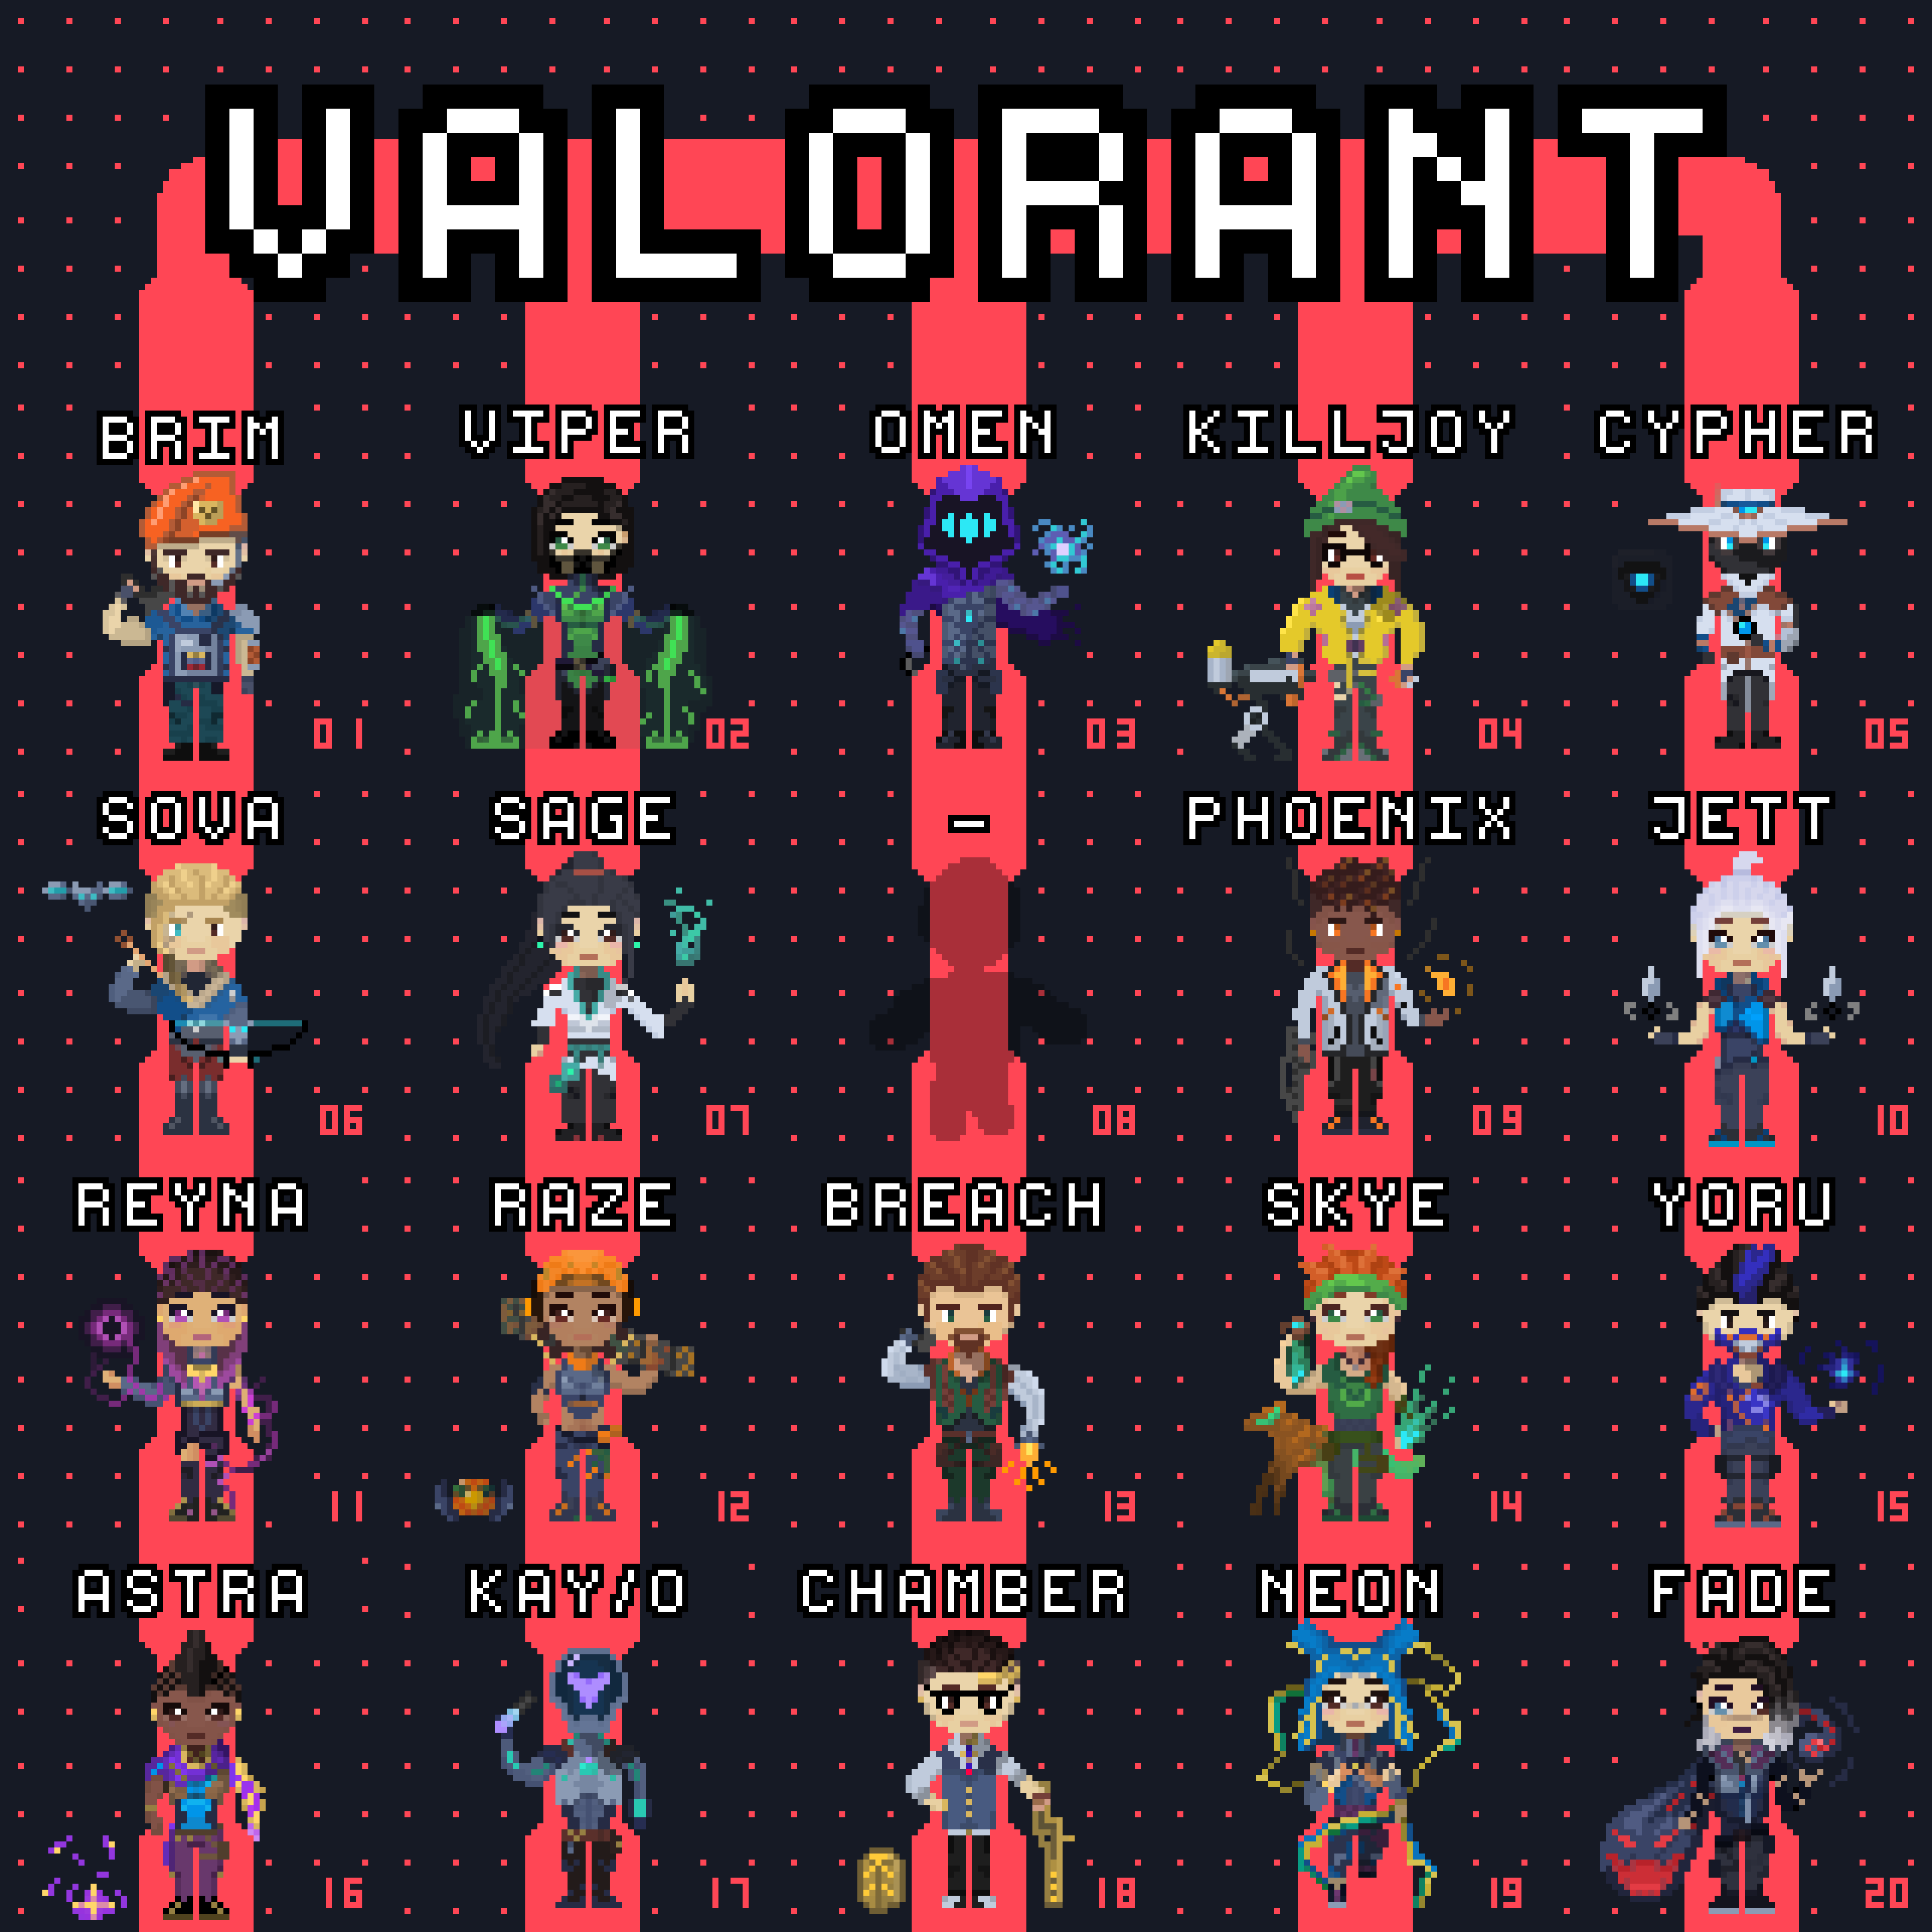 VALORANT
BRIM VIPER OMEN KILLJOY CYPHER
01 02 03 04 05
SOVA SAGE - PHOENIX JETT
06 07 08 09 10
REYNA RAZE BREACH SKYE YORU
11 12 13 14 15
ASTRA KAY/O CHAMBER NEON FADE
16 17 18 19 20